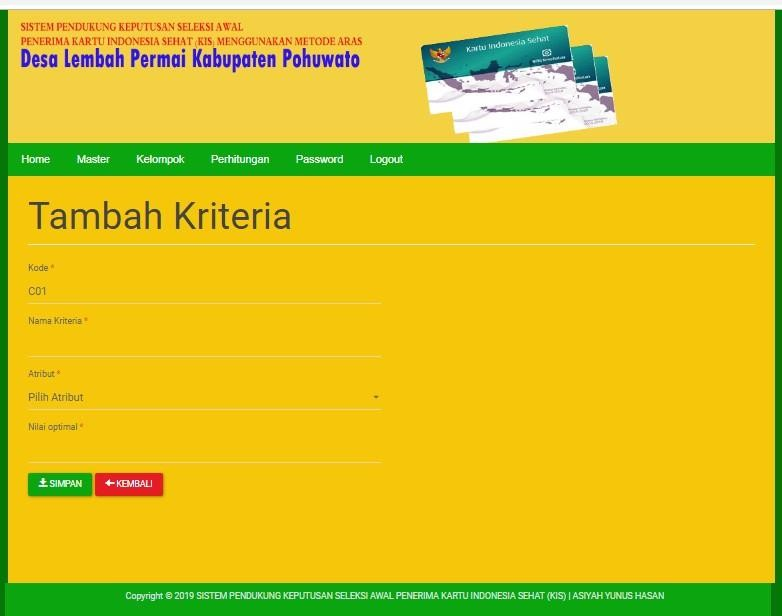 SISTEM PENDUKUNG KEPUTUSAN SELEKSI AWAL
PENERIMA KARTU INDONESIA SEHAT (KIS) MENGGUNAKAN METODE ARAS
Desa Lembah Permai Kabupaten Pohuwato
Kartu Indonesia Sehat
Home Master Kelompok Perhitungan Password Logout
Tambah Kriteria
Kode *
C01
Nama Kriteria *
Atribut *
Pilih Atribut
Nilai optimal *
SIMPAN KEMBALI
Copyright © 2019 SISTEM PENDUKUNG KEPUTUSAN SELEKSI AWAL PENERIMA KARTU INDONESIA SEHAT (KIS) | ASIYAH YUNUS HASAN